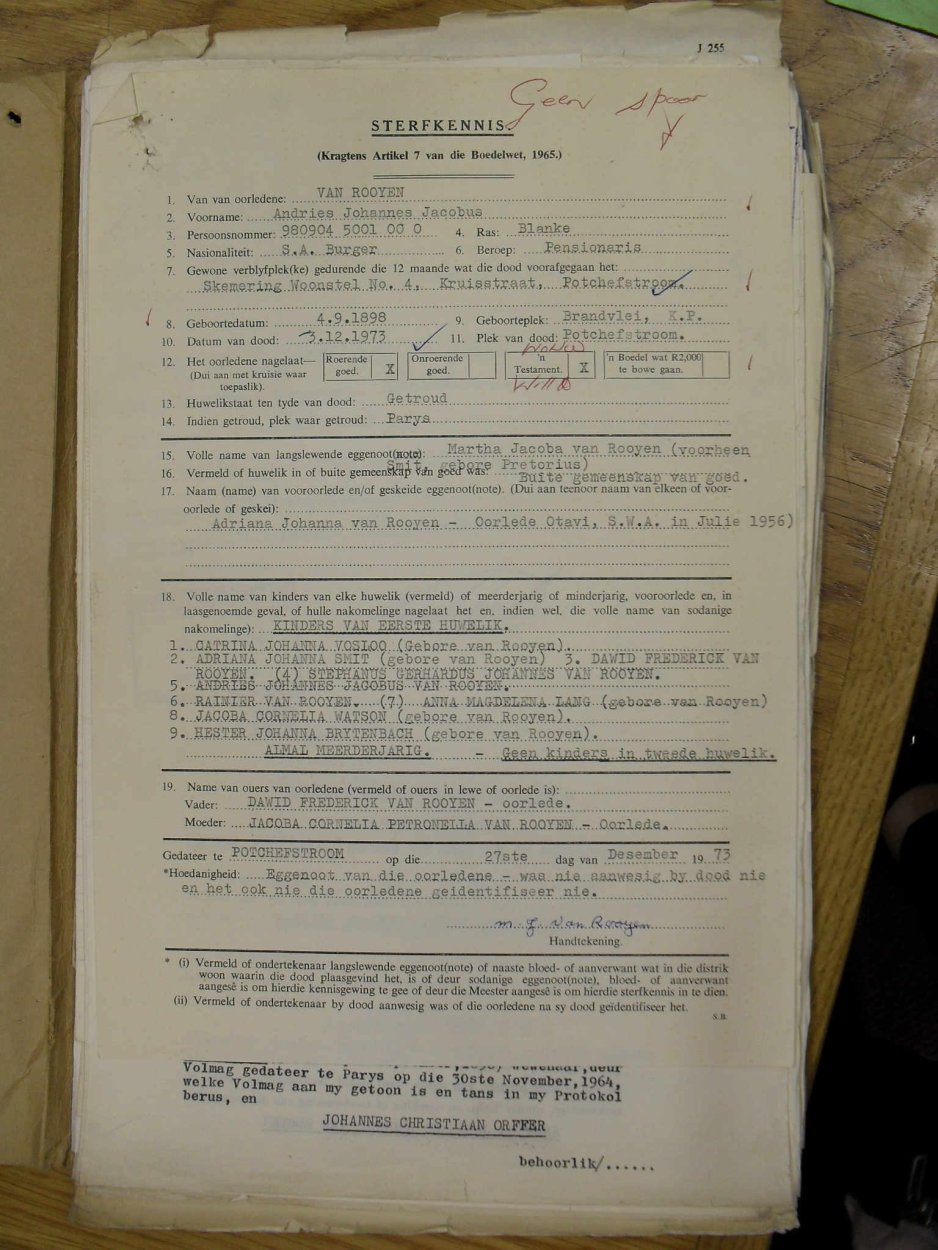 J 255
Geen spoor
STERFKENNIS.
(Kragtens Artikel 7 van die Boedelwet, 1965.)
1. Van van oorledene: VAN ROOYEN
2. Voorname: Andries Johannes Jacobus
3. Persoonsnommer: 980904 5001 00 0 4. Ras: Blanke
5. Nasionaliteit: S.A. Burger 6. Beroep: Pensionaris
7. Gewone verblyfplek(ke) gedurende die 12 maande wat die dood voorafgegaan het:
Skemering Woonstel No. 4, Kruisstraat, Potchefstroom.
8. Geboortedatum: 4.9.1898 9. Geboorteplek: Brandvlei, K.P.
10. Datum van dood: 3.12.1973 11. Plek van dood: Potchefstroom.
12. Het oorledene nagelaat— Roerende goed. X Onroerende goed. 'n Testament. X 'n Boedel wat R2,000 te bowe gaan.
(Dui aan met kruisie waar
toepaslik).
13. Huwelikstaat ten tyde van dood: Getroud
14. Indien getroud, plek waar getroud: Parys
15. Volle name van langslewende eggenoot(note): Martha Jacoba van Rooyen (voorheen
Smit, gebore Pretorius)
16. Vermeld of huwelik in of buite gemeenskap van goed was: Buite gemeenskap van goed.
17. Naam (name) van vooroorlede en/of geskeide eggenoot(note). (Dui aan teenoor naam van elkeen of voor-
oorlede of geskei):
Adriana Johanna van Rooyen - Oorlede Otavi, S.W.A. in Julie 1956)
18. Volle name van kinders van elke huwelik (vermeld) of meerderjarig of minderjarig, vooroorlede en, in
laasgenoemde geval, of hulle nakomelinge nagelaat het en, indien wel, die volle name van sodanige
nakomelinge): KINDERS VAN EERSTE HUWELIK.
1. CATRINA JOHANNA VOSLOO (Gebore van Rooyen).
2. ADRIANA JOHANNA SMIT (gebore van Rooyen) 3. DAWID FREDERICK VAN
ROOYEN. (4) STEPHANUS GERHARDUS JOHANNES VAN ROOYEN.
5. ANDRIES JOHANNES JACOBUS VAN ROOYEN.
6. RAINIER VAN ROOYEN. (7) ANNA MAGDELENA LANG (gebore van Rooyen)
8. JACOBA CORNELIA WATSON (gebore van Rooyen).
9. HESTER JOHANNA BRYTENBACH (gebore van Rooyen).
ALMAL MEERDERJARIG. - Geen kinders in tweede huwelik.
19. Name van ouers van oorledene (vermeld of ouers in lewe of oorlede is):
Vader: DAWID FREDERICK VAN ROOYEN - oorlede.
Moeder: JACOBA CORNELIA PETRONELLA VAN ROOYEN - Oorlede.
Gedateer te POTCHEFSTROOM op die 27ste dag van Desember 19 73
*Hoedanigheid: Eggenoot van die oorledene - was nie aanwesig by dood nie
en het ook nie die oorledene geidentifiseer nie.
m J van Rooyen
Handtekening.
* (i) Vermeld of ondertekenaar langslewende eggenoot(note) of naaste bloed- of aanverwant wat in die distrik
woon waarin die dood plaasgevind het, is of deur sodanige eggenoot(note), bloed- of aanverwant
aangesê is om hierdie kennisgewing te gee of deur die Meester aangesê is om hierdie sterfkennis in te dien.
(ii) Vermeld of ondertekenaar by dood aanwesig was of die oorledene na sy dood geïdentifiseer het.
S.B.
Volmag gedateer te Parys op die 30ste November, 1964,
welke Volmag aan my getoon is en tans in my Protokol
berus, en
JOHANNES CHRISTIAAN ORFFER
behoorlik/......